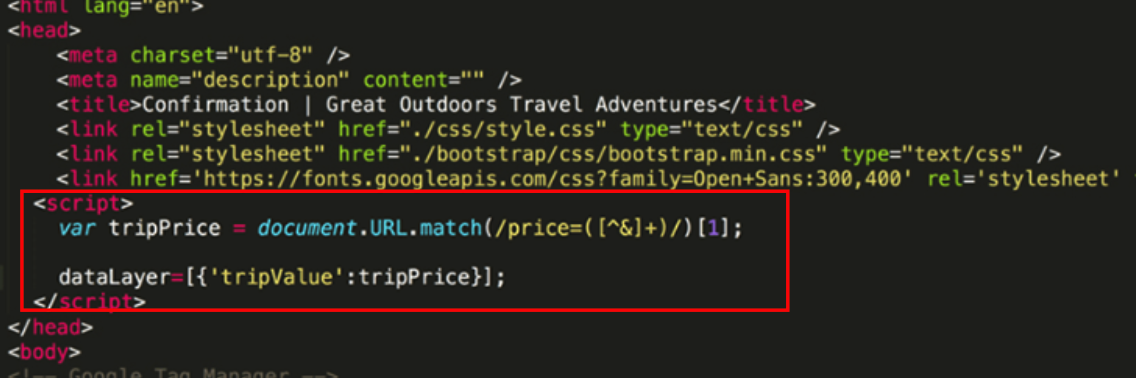 <html lang="en">
<head>
<meta charset="utf-8" />
<meta name="description" content="" />
<title>Confirmation | Great Outdoors Travel Adventures</title>
<link rel="stylesheet" href="./css/style.css" type="text/css" />
<link rel="stylesheet" href="./bootstrap/css/bootstrap.min.css" type="text/css" />
<link href='https://fonts.googleapis.com/css?family=Open+Sans:300,400' rel='stylesheet'
<script>
var tripPrice = document.URL.match(/price=([^&]+)/)[1];
dataLayer=[{'tripValue':tripPrice}];
</script>
</head>
<body>
<!-- Google Tag Manager -->